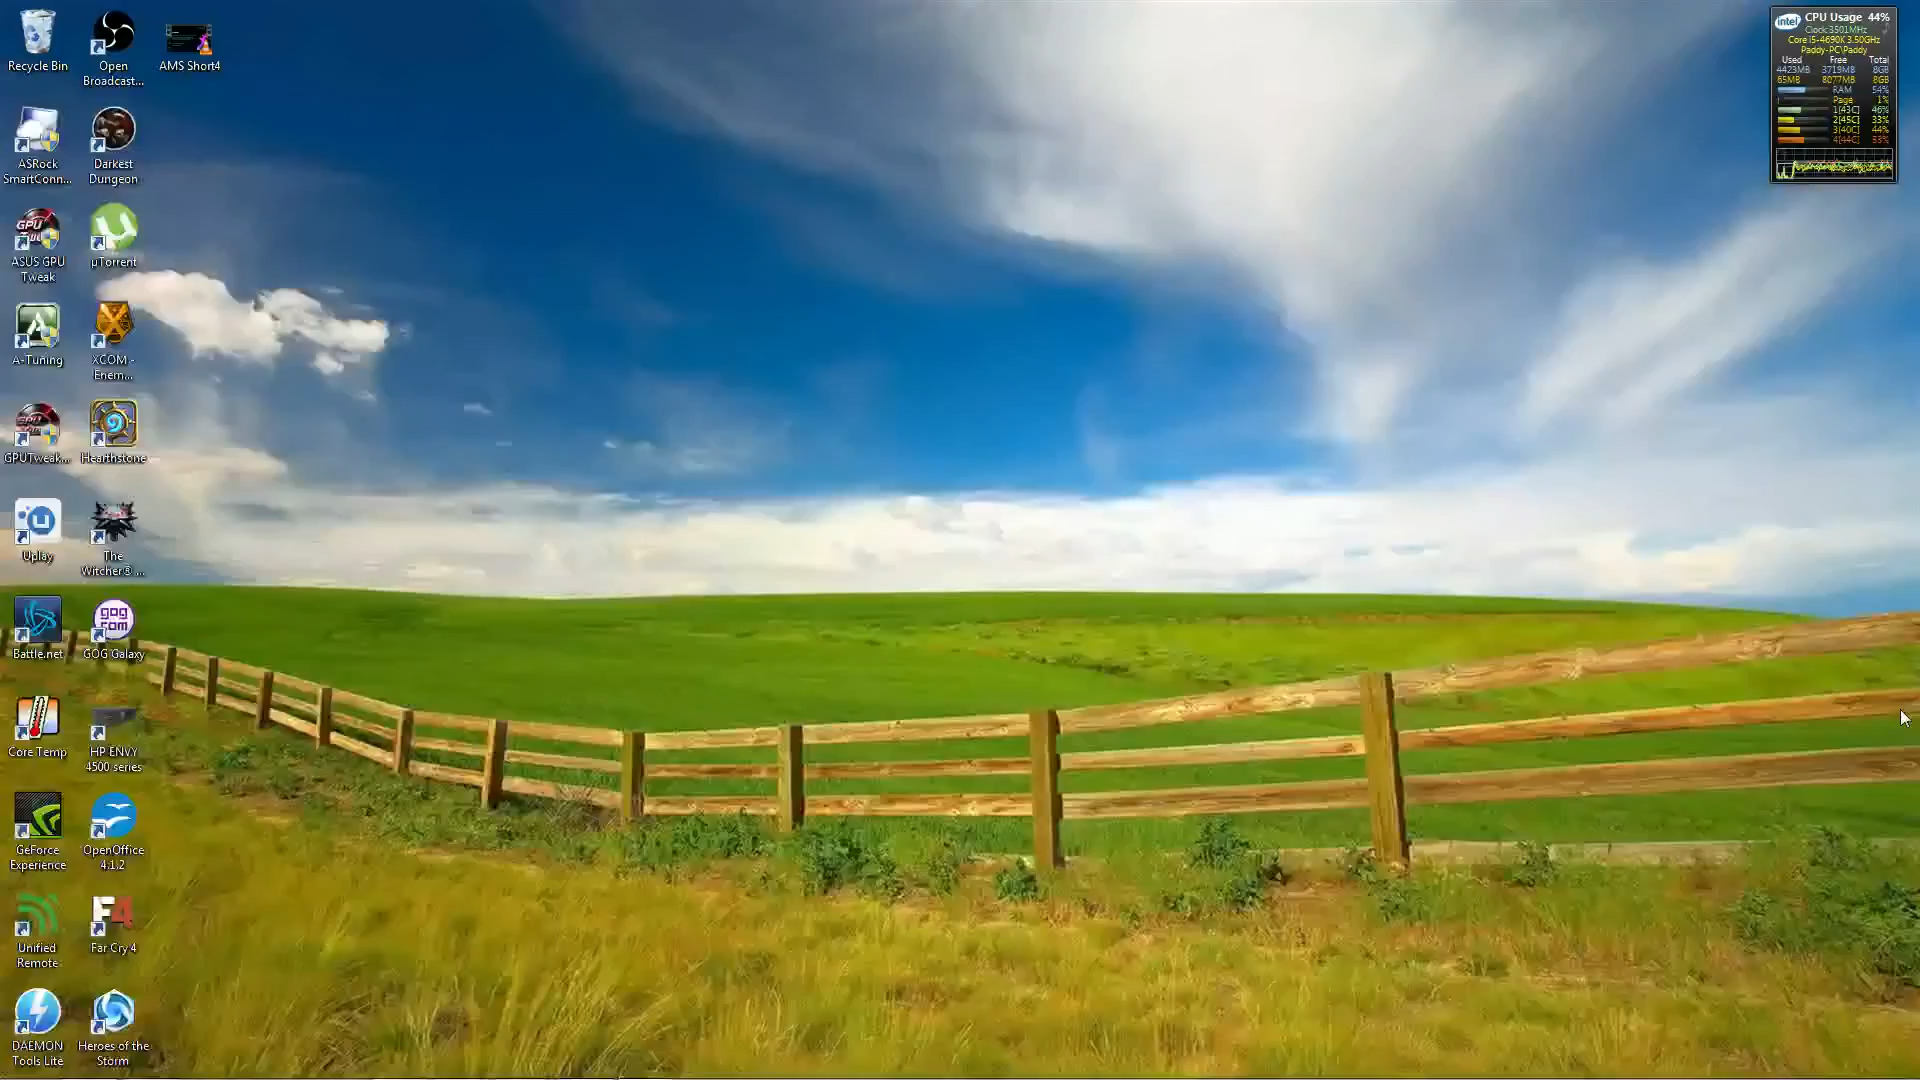 Recycle Bin
Open
Broadcast...
AMS Short4
ASRock
SmartConn...
Darkest
Dungeon
ASUS GPU
Tweak
µTorrent
A-Tuning
XCOM -
Enem...
GPUTweak...
Hearthstone
Uplay
The
Witcher® ...
Battle.net
GOG Galaxy
Core Temp
HP ENVY
4500 series
GeForce
Experience
OpenOffice
4.1.2
Unified
Remote
Far Cry 4
DAEMON
Tools Lite
Heroes of the
Storm
intel CPU Usage 44%
Clock: 3501MHz
Core i5-4690K 3.50GHz
Paddy-PC\Paddy
Used Free Total
4423MB 3719MB 8GB
65MB 8077MB 8GB
RAM 54%
Page 1%
1[43C] 46%
2[45C] 33%
3[40C] 44%
4[44C] 53%